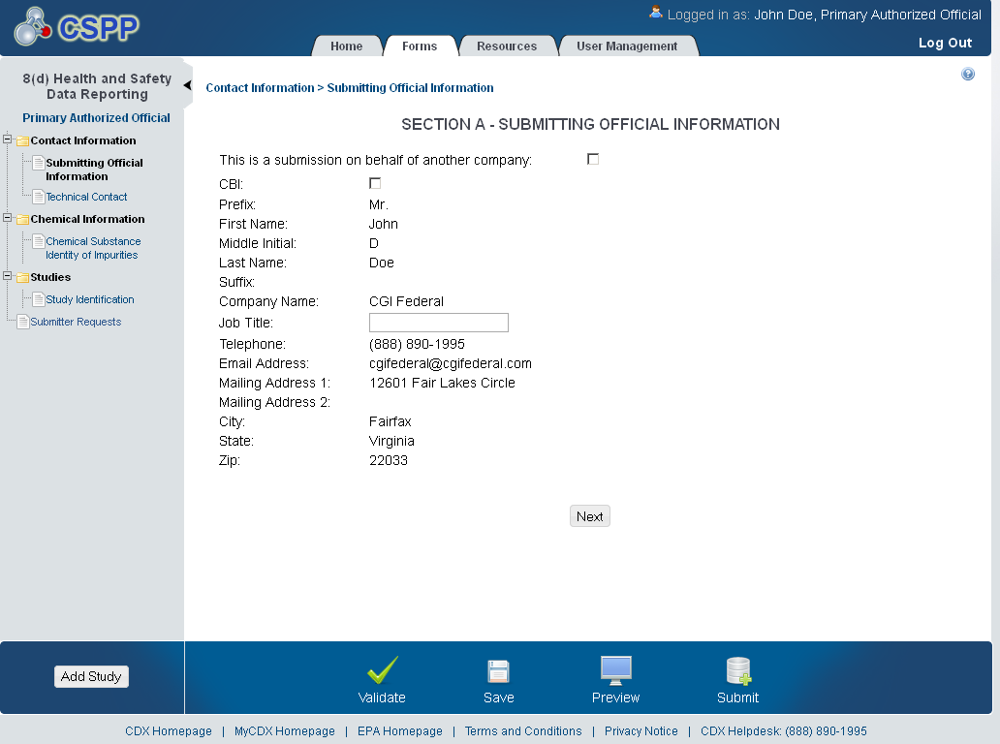 CSPP
Logged in as: John Doe, Primary Authorized Official
Home Forms Resources User Management
Log Out
8(d) Health and Safety
Data Reporting
Primary Authorized Official
Contact Information
Submitting Official
Information
Technical Contact
Chemical Information
Chemical Substance
Identity of Impurities
Studies
Study Identification
Submitter Requests
Contact Information > Submitting Official Information
SECTION A - SUBMITTING OFFICIAL INFORMATION
This is a submission on behalf of another company:
CBI:
Prefix: Mr.
First Name: John
Middle Initial: D
Last Name: Doe
Suffix:
Company Name: CGI Federal
Job Title:
Telephone: (888) 890-1995
Email Address: cgifederal@cgifederal.com
Mailing Address 1: 12601 Fair Lakes Circle
Mailing Address 2:
City: Fairfax
State: Virginia
Zip: 22033
Next
Add Study
Validate Save Preview Submit
CDX Homepage | MyCDX Homepage | EPA Homepage | Terms and Conditions | Privacy Notice | CDX Helpdesk: (888) 890-1995